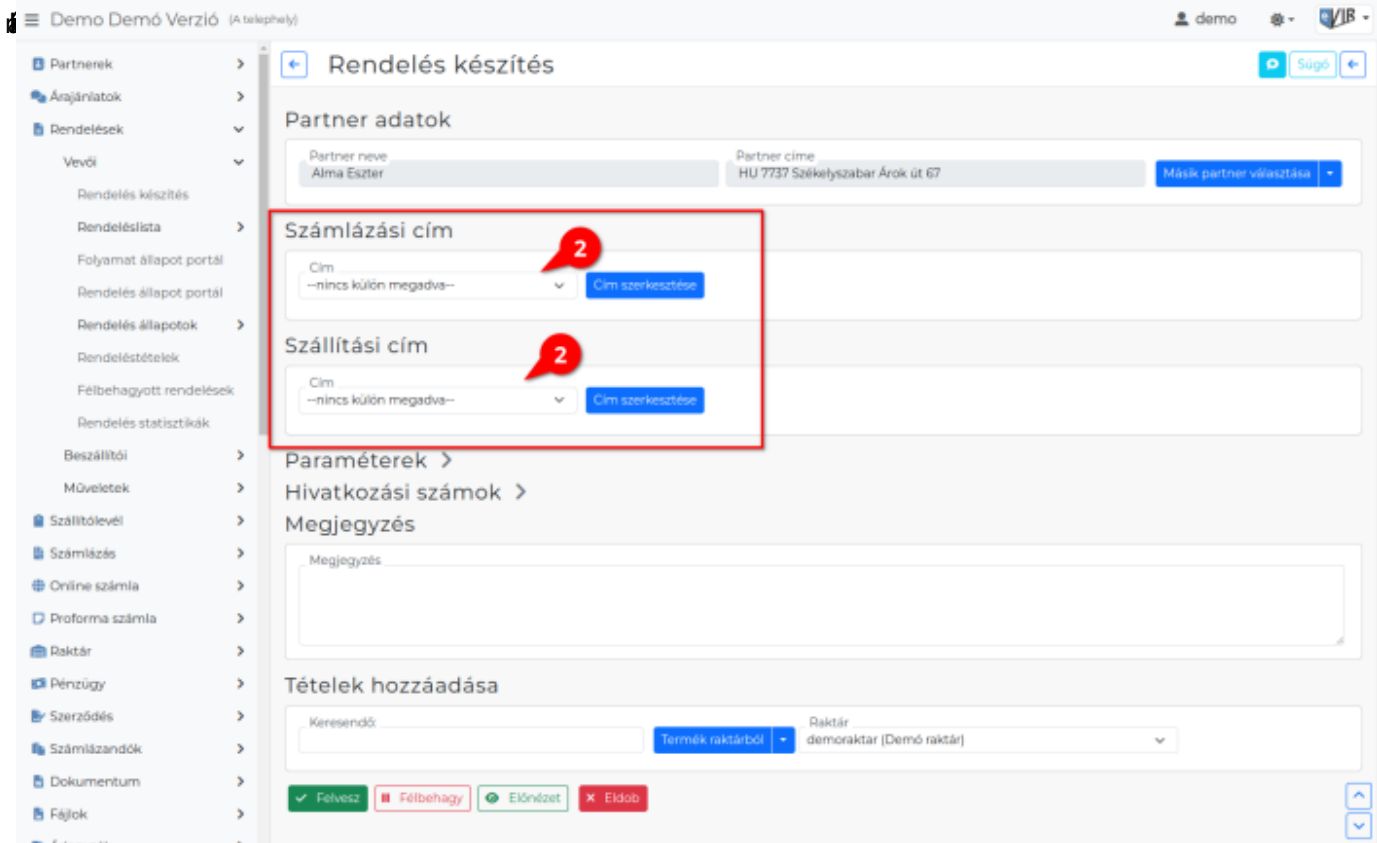 Demo Demó Verzió (A telephely)
demo
Partnerek
Árajánlatok
Rendelések
Vevői
Rendelés készítés
Rendeléslista
Folyamat állapot portál
Rendelés állapot portál
Rendelés állapotok
Rendeléstételek
Félbehagyott rendelések
Rendelés statisztikák
Beszállítói
Műveletek
Szállítólevél
Számlázás
Online számla
Proforma számla
Raktár
Pénzügy
Szerződés
Számlázandók
Dokumentum
Fájlok
Rendelés készítés
Súgó
Partner adatok
Partner neve
Alma Eszter
Partner címe
HU 7737 Székelyszabar Árok út 67
Másik partner választása
Számlázási cím
2
Cím
--nincs külön megadva--
Cím szerkesztése
Szállítási cím
2
Cím
--nincs külön megadva--
Cím szerkesztése
Paraméterek
Hivatkozási számok
Megjegyzés
Megjegyzés
Tételek hozzáadása
Keresendő:
Termék raktárból
Raktár
demoraktar (Demó raktár)
Felvesz
Félbehagy
Előnézet
Eldob